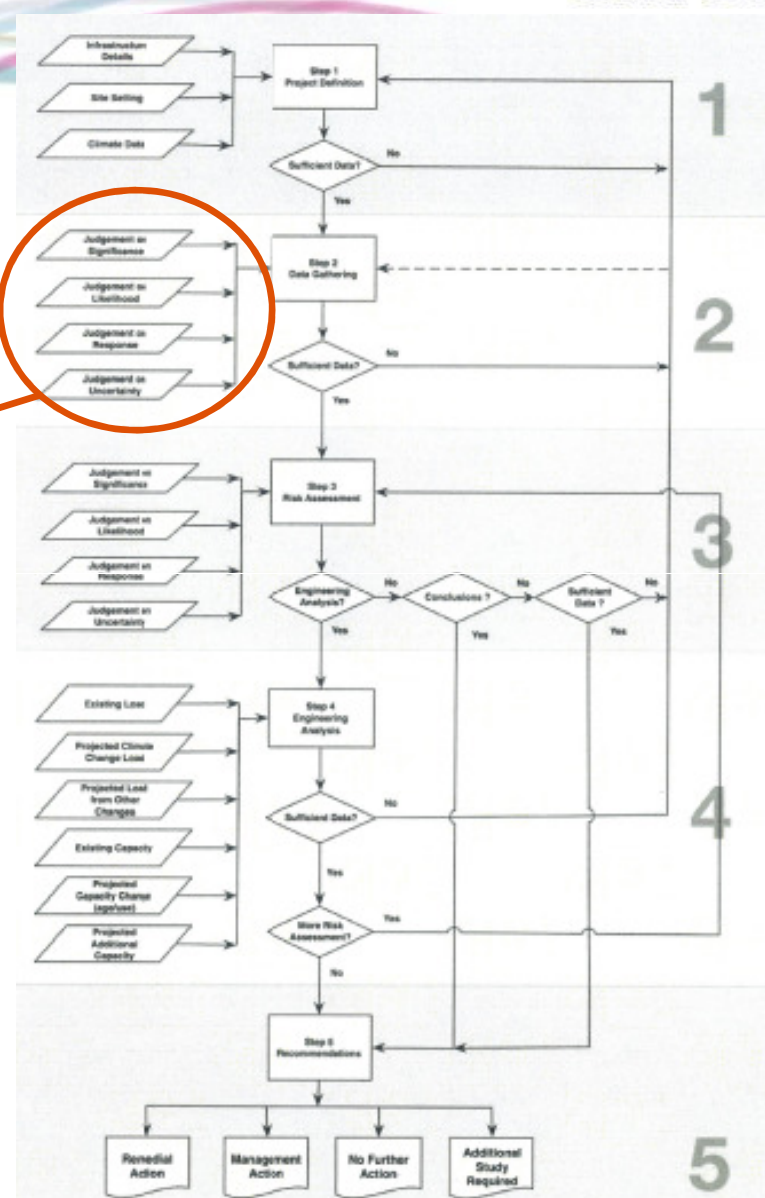 Infrastructure
Details
Step 1
Project Definition
1
Site Setting
Climate Data
Sufficient Data?
No
Yes
Judgement on
Significance
Step 2
Data Gathering
Judgement on
Likelihood
2
Judgement on
Response
Sufficient Data?
No
Judgement on
Uncertainty
Yes
Judgement on
Significance
Step 3
Risk Assessment
Judgement on
Likelihood
3
Judgement on
Response
Engineering
Analysis?
No
Conclusions ?
No
Sufficient
Data ?
No
Judgement on
Uncertainty
Yes
Yes
Yes
Existing Load
Step 4
Engineering
Analysis
Projected Climate
Change Load
Projected Load
from Other
Changes
Sufficient Data?
No
4
Existing Capacity
Yes
Projected
Capacity Change
(age/use)
More Risk
Assessment?
Yes
Projected
Additional
Capacity
No
Step 5
Recommendations
Remedial
Action
Management
Action
No Further
Action
Additional
Study
Required
5